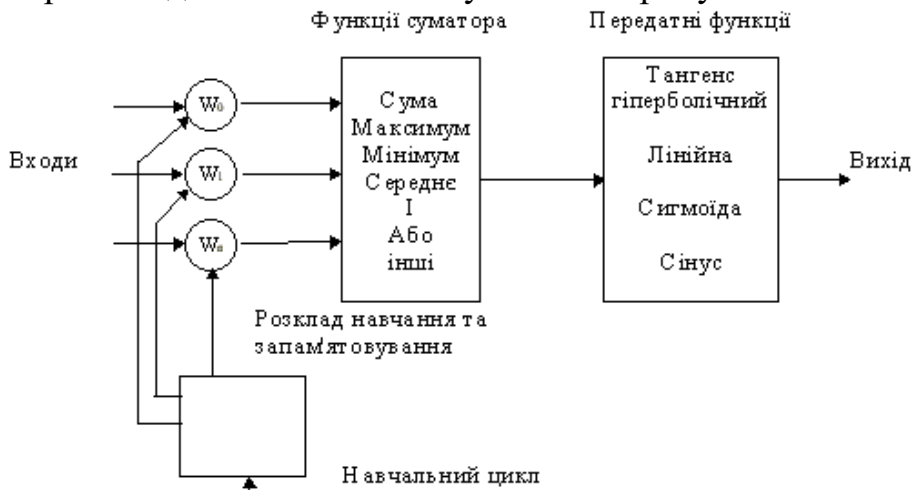 Функції суматора
Передатні функції
W₀
W₁
Wₙ
Входи
Сума
Максимум
Мінімум
Середнє
І
Або
інші
Тангенс
гіперболічний
Лінійна
Сигмоїда
Сінус
Вихід
Розклад навчання та
запам'ятовування
Навчальний цикл